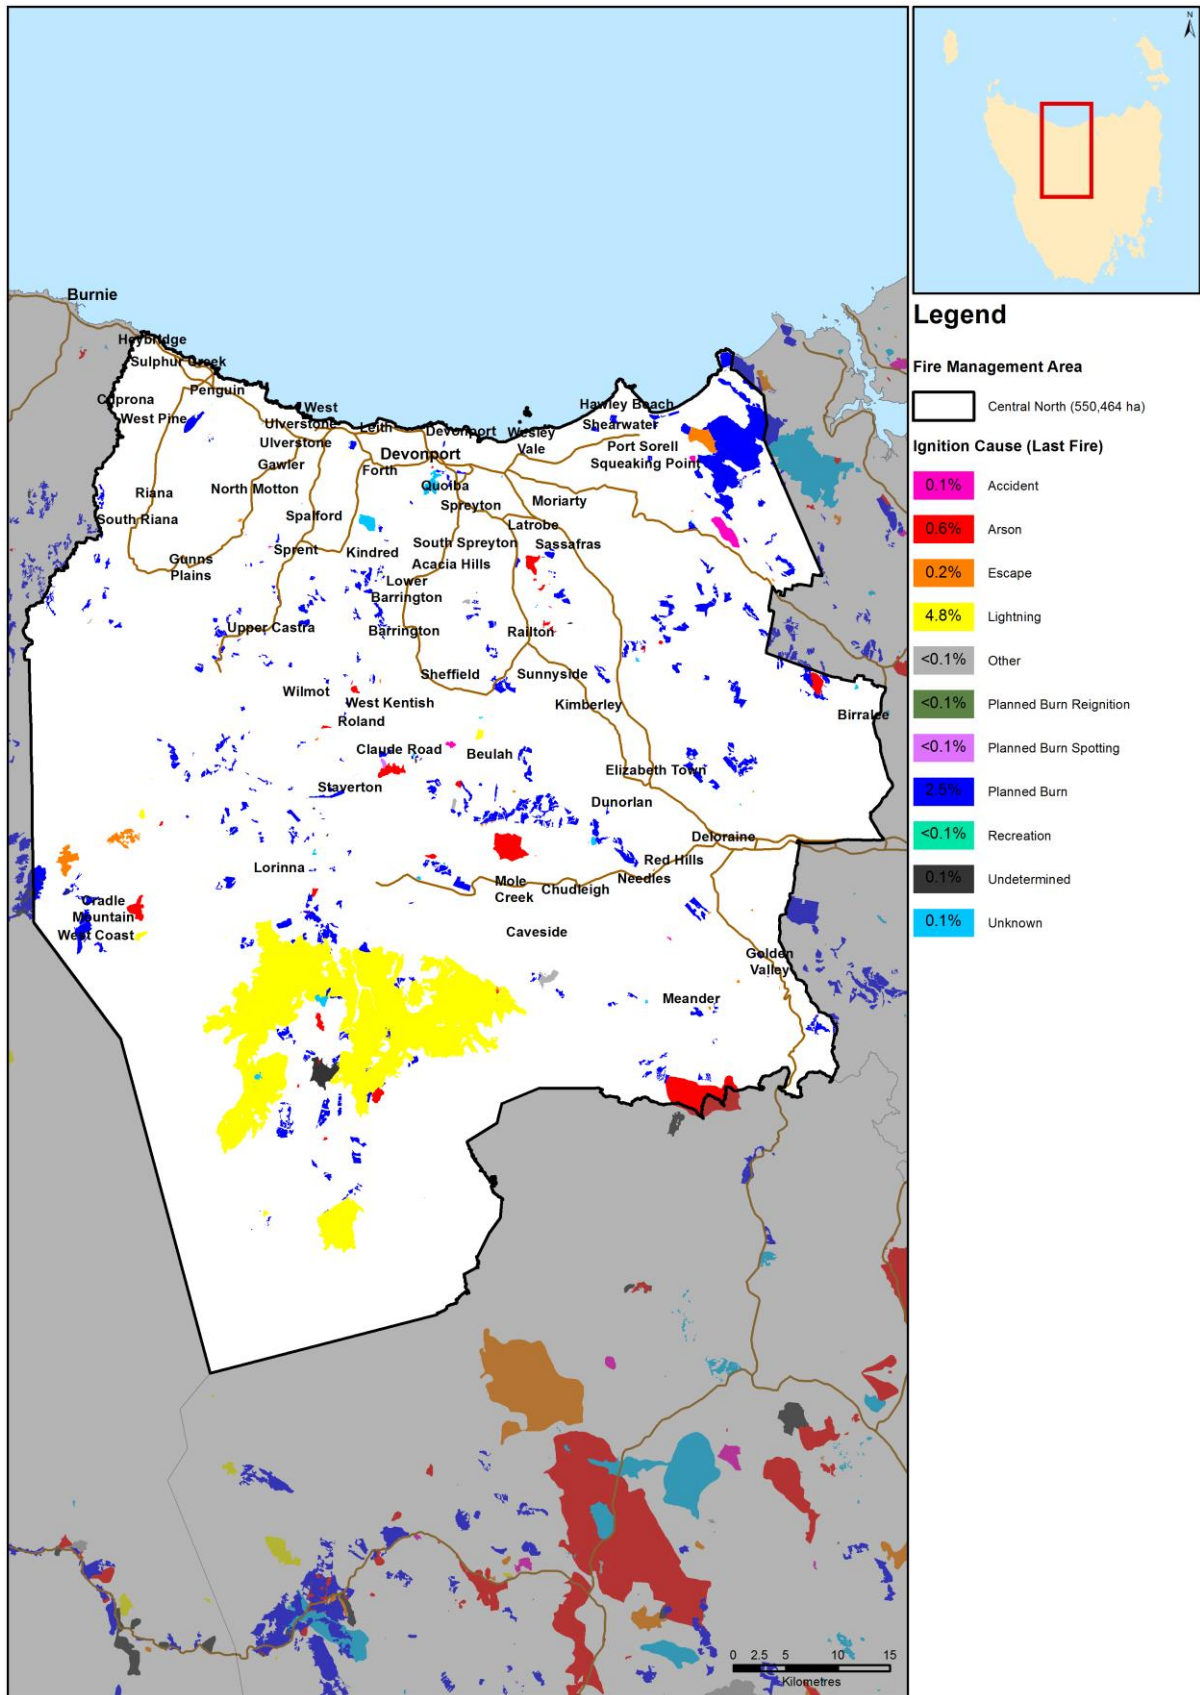 N
Burnie
Heybridge
Sulphur Creek
Penguin
Cuprona
West Pine
West
Ulverstone
Ulverstone
Leith
Devonport
Devonport
Forth
Wesley
Vale
Hawley Beach
Shearwater
Port Sorell
Squeaking Point
Gawler
North Motton
Riana
South Riana
Quoiba
Spreyton
Moriarty
Spalford
Latrobe
Sprent
Kindred
South Spreyton
Sassafras
Gunns
Plains
Acacia Hills
Lower
Barrington
Upper Castra
Barrington
Railton
Sheffield
Sunnyside
Wilmot
West Kentish
Roland
Kimberley
Birralee
Claude Road
Beulah
Staverton
Elizabeth Town
Dunorlan
Deloraine
Lorinna
Red Hills
Needles
Mole
Creek
Chudleigh
Cradle
Mountain
West Coast
Caveside
Golden
Valley
Meander
0 2.5 5 10 15
Kilometres
Legend
Fire Management Area
Central North (550,464 ha)
Ignition Cause (Last Fire)
0.1% Accident
0.6% Arson
0.2% Escape
4.8% Lightning
<0.1% Other
<0.1% Planned Burn Reignition
<0.1% Planned Burn Spotting
2.5% Planned Burn
<0.1% Recreation
0.1% Undetermined
0.1% Unknown